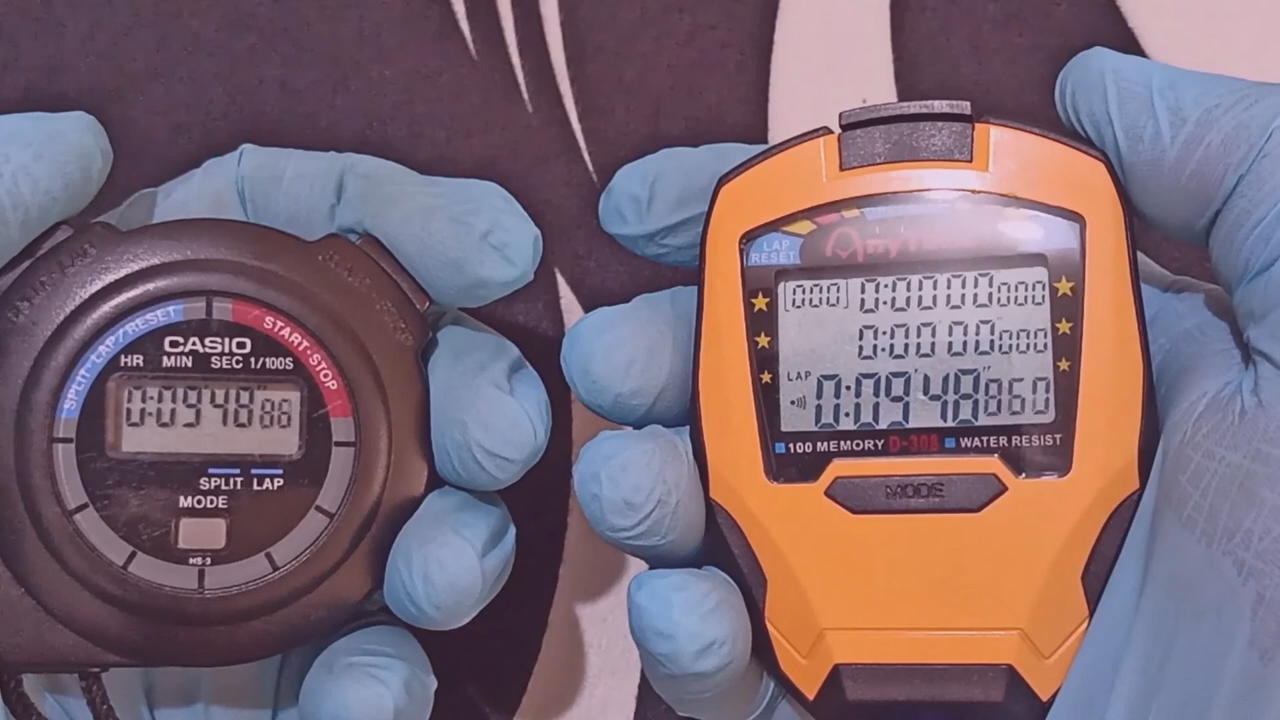 SPLIT·LAP/RESET
START·STOP
CASIO
HR MIN SEC 1/100S
0:09'48"86
SPLIT LAP
MODE
HS-3
LAP
RESET
[000] 0:00'00"000
0:00'00"000
LAP
0:09'48"860
100 MEMORY D-308 WATER RESIST
MODE